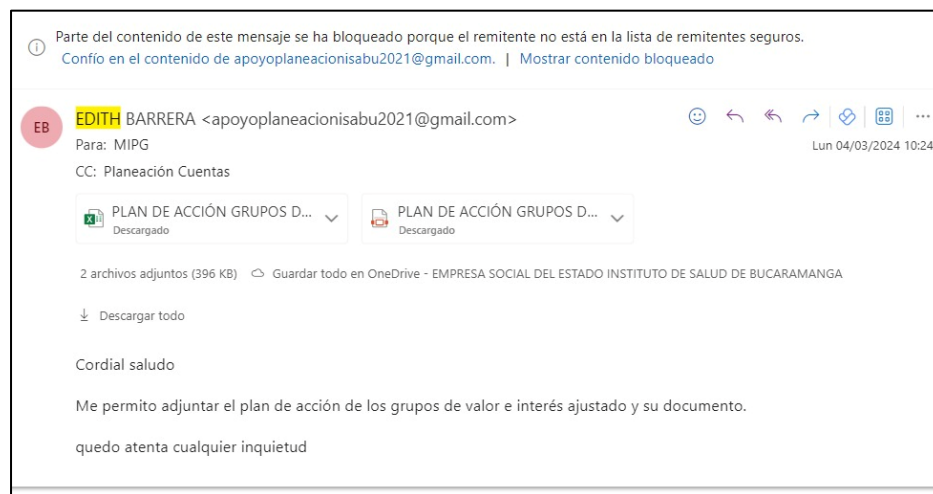 Parte del contenido de este mensaje se ha bloqueado porque el remitente no está en la lista de remitentes seguros.
Confío en el contenido de apoyoplaneacionisabu2021@gmail.com. | Mostrar contenido bloqueado
EB
EDITH BARRERA <apoyoplaneacionisabu2021@gmail.com>
Para: MIPG
Lun 04/03/2024 10:24
CC: Planeación Cuentas
PLAN DE ACCIÓN GRUPOS D...
Descargado
PLAN DE ACCIÓN GRUPOS D...
Descargado
2 archivos adjuntos (396 KB) Guardar todo en OneDrive - EMPRESA SOCIAL DEL ESTADO INSTITUTO DE SALUD DE BUCARAMANGA
Descargar todo
Cordial saludo
Me permito adjuntar el plan de acción de los grupos de valor e interés ajustado y su documento.
quedo atenta cualquier inquietud